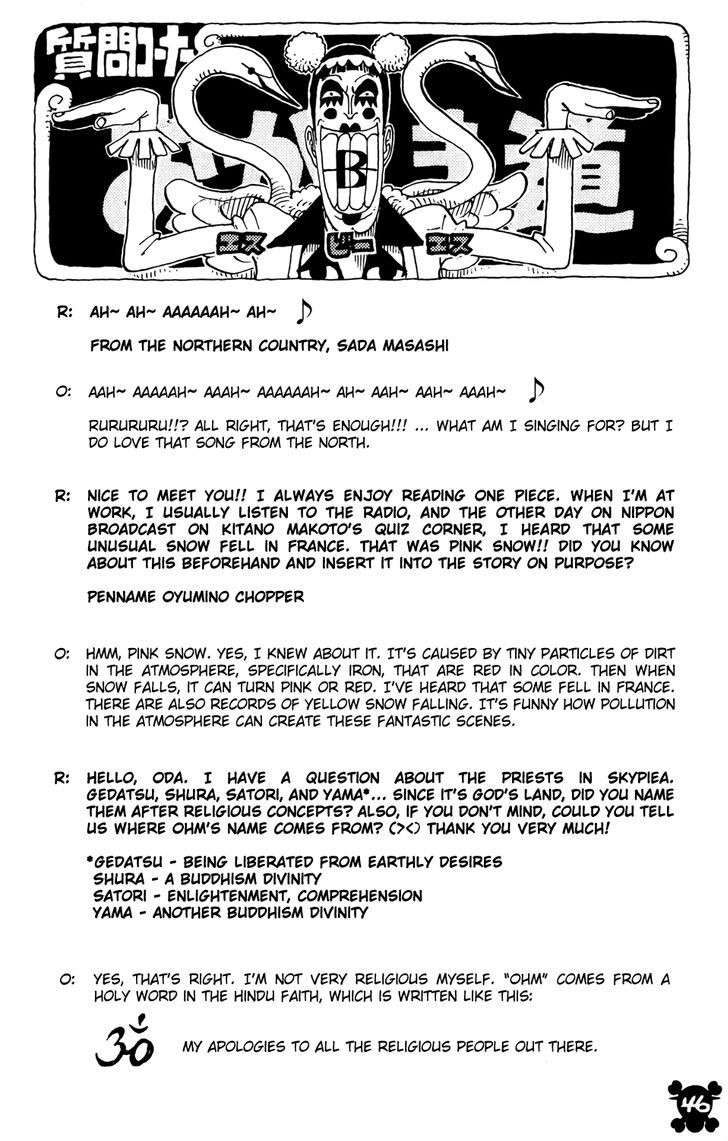 質問コーナー
B
ロス
ビー
ロス
R: AH~ AH~ AAAAAAH~ AH~ ♪
FROM THE NORTHERN COUNTRY, SADA MASASHI
O: AAH~ AAAAAH~ AAAH~ AAAAAAH~ AH~ AAH~ AAH~ AAAH~ ♪
RURURURU!!? ALL RIGHT, THAT'S ENOUGH!!! ... WHAT AM I SINGING FOR? BUT I
DO LOVE THAT SONG FROM THE NORTH.
R: NICE TO MEET YOU!! I ALWAYS ENJOY READING ONE PIECE. WHEN I'M AT
WORK, I USUALLY LISTEN TO THE RADIO, AND THE OTHER DAY ON NIPPON
BROADCAST ON KITANO MAKOTO'S QUIZ CORNER, I HEARD THAT SOME
UNUSUAL SNOW FELL IN FRANCE. THAT WAS PINK SNOW!! DID YOU KNOW
ABOUT THIS BEFOREHAND AND INSERT IT INTO THE STORY ON PURPOSE?
PENNAME OYUMINO CHOPPER
O: HMM, PINK SNOW. YES, I KNEW ABOUT IT. IT'S CAUSED BY TINY PARTICLES OF DIRT
IN THE ATMOSPHERE, SPECIFICALLY IRON, THAT ARE RED IN COLOR. THEN WHEN
SNOW FALLS, IT CAN TURN PINK OR RED. I'VE HEARD THAT SOME FELL IN FRANCE.
THERE ARE ALSO RECORDS OF YELLOW SNOW FALLING. IT'S FUNNY HOW POLLUTION
IN THE ATMOSPHERE CAN CREATE THESE FANTASTIC SCENES.
R: HELLO, ODA. I HAVE A QUESTION ABOUT THE PRIESTS IN SKYPIEA.
GEDATSU, SHURA, SATORI, AND YAMA*... SINCE IT'S GOD'S LAND, DID YOU NAME
THEM AFTER RELIGIOUS CONCEPTS? ALSO, IF YOU DON'T MIND, COULD YOU TELL
US WHERE OHM'S NAME COMES FROM? (><) THANK YOU VERY MUCH!
*GEDATSU - BEING LIBERATED FROM EARTHLY DESIRES
SHURA - A BUDDHISM DIVINITY
SATORI - ENLIGHTENMENT, COMPREHENSION
YAMA - ANOTHER BUDDHISM DIVINITY
O: YES, THAT'S RIGHT. I'M NOT VERY RELIGIOUS MYSELF. "OHM" COMES FROM A
HOLY WORD IN THE HINDU FAITH, WHICH IS WRITTEN LIKE THIS:
ॐ MY APOLOGIES TO ALL THE RELIGIOUS PEOPLE OUT THERE.
46